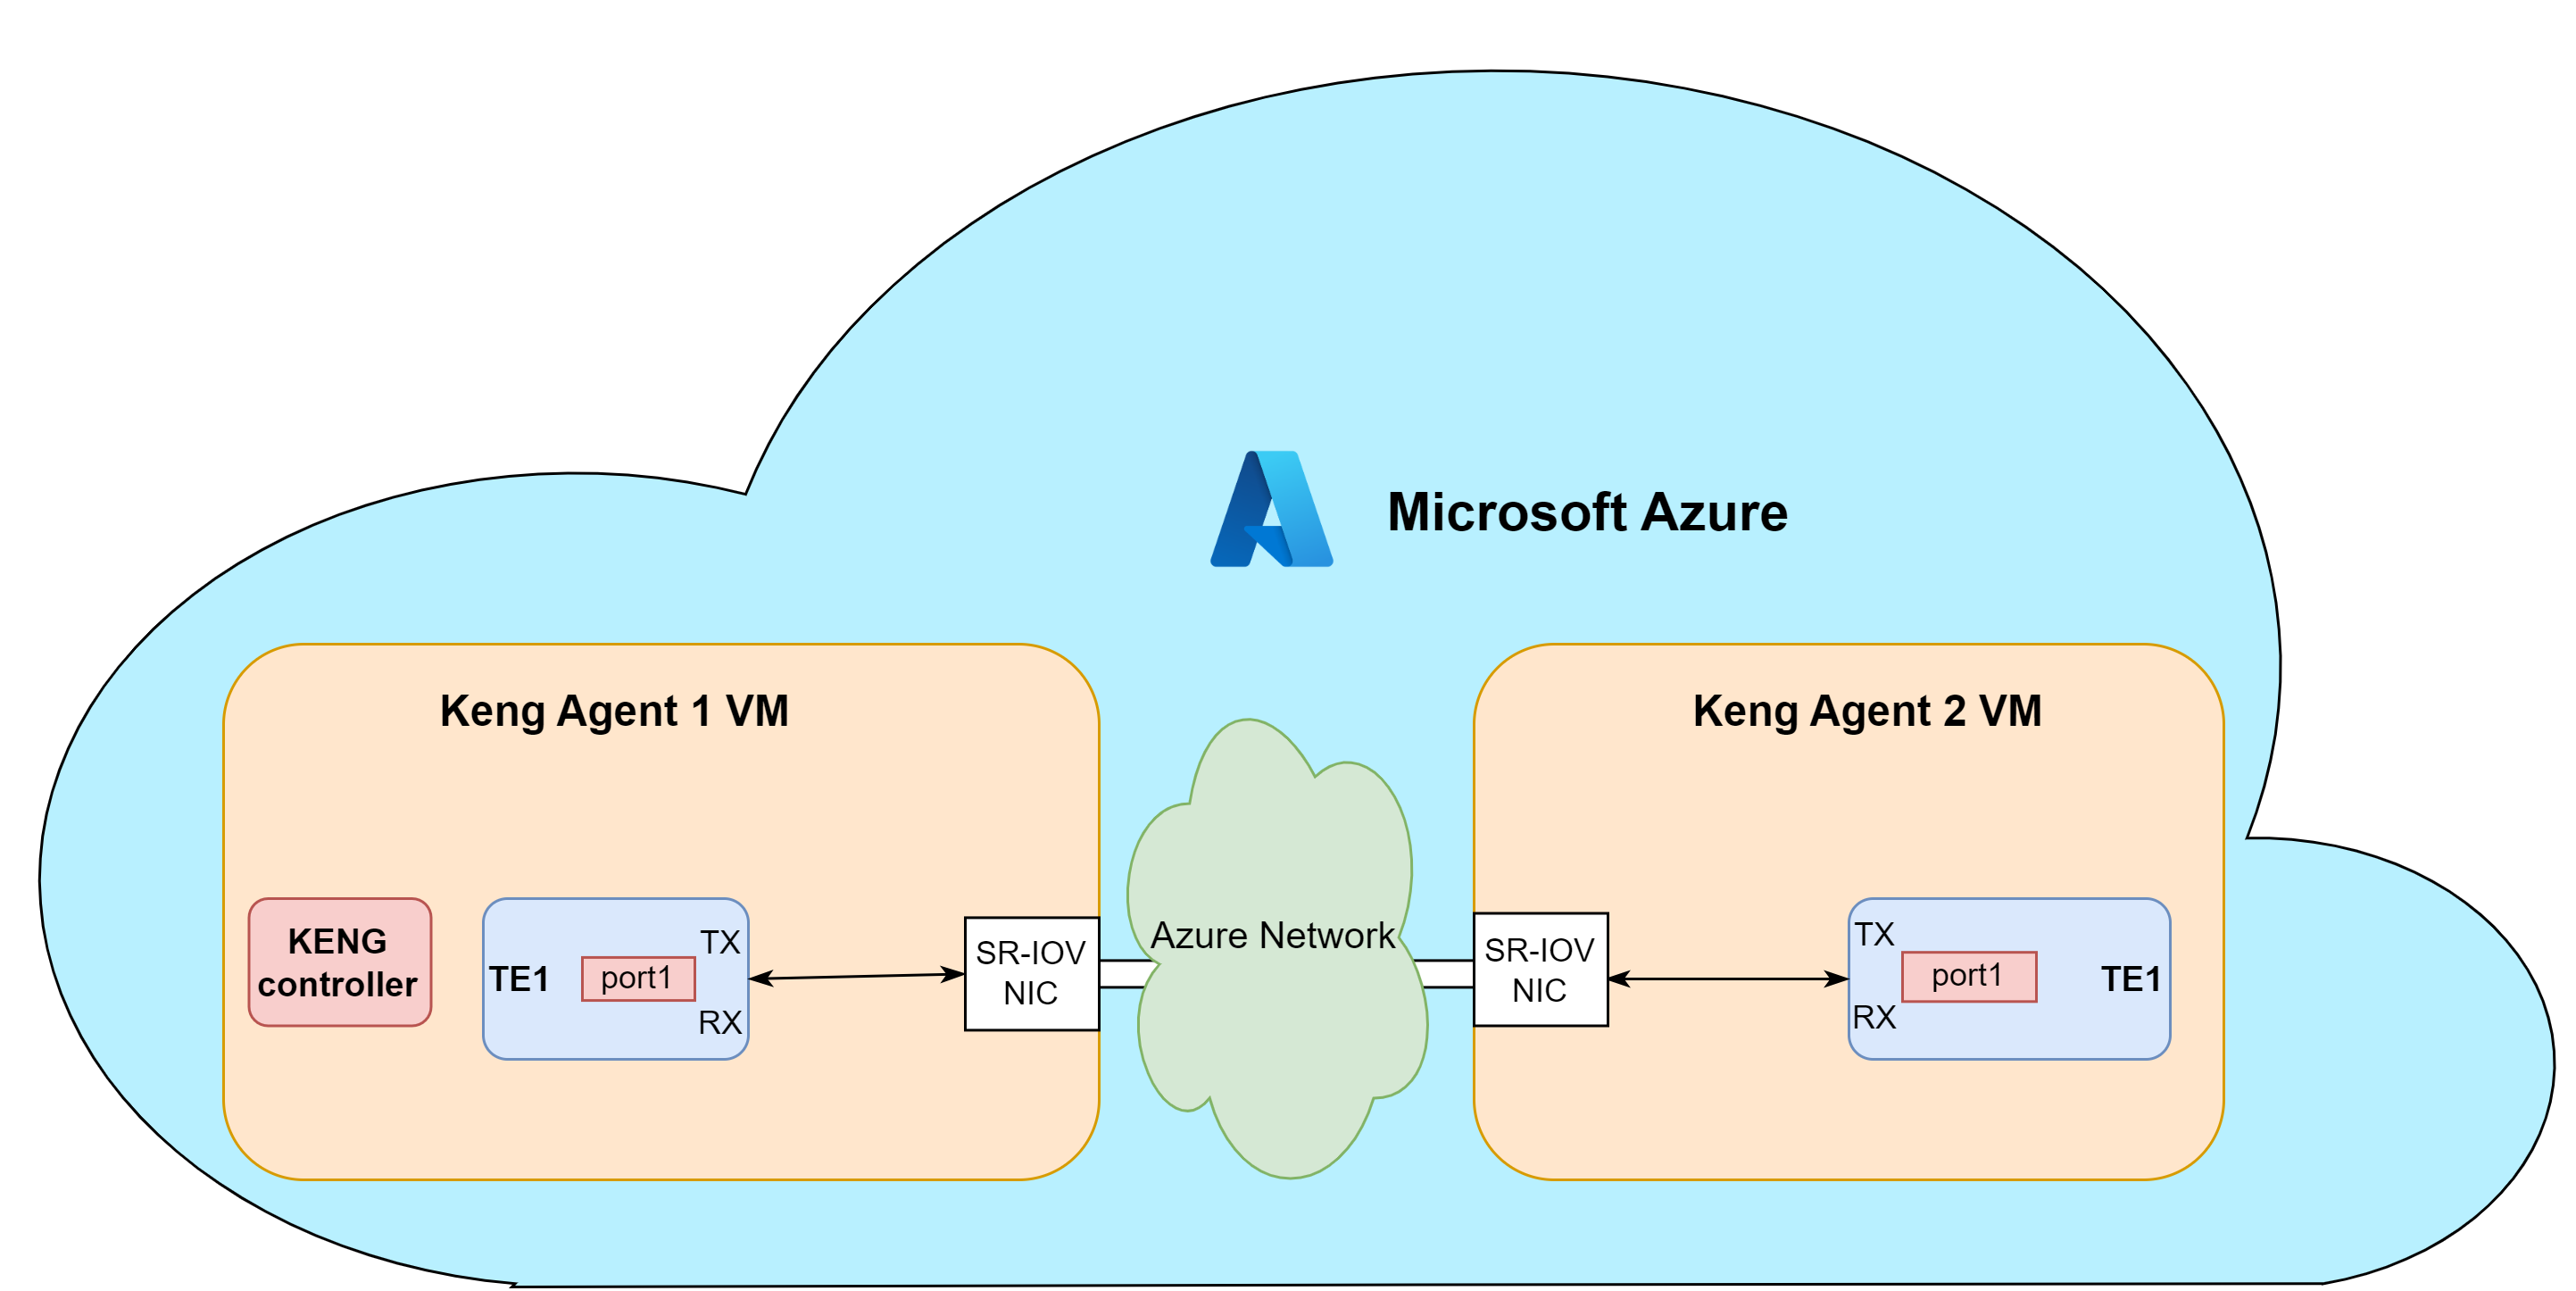 Microsoft Azure
Keng Agent 1 VM
KENG
controller
TE1
port1
TX
RX
SR-IOV
NIC
Azure Network
Keng Agent 2 VM
SR-IOV
NIC
TX
RX
port1
TE1